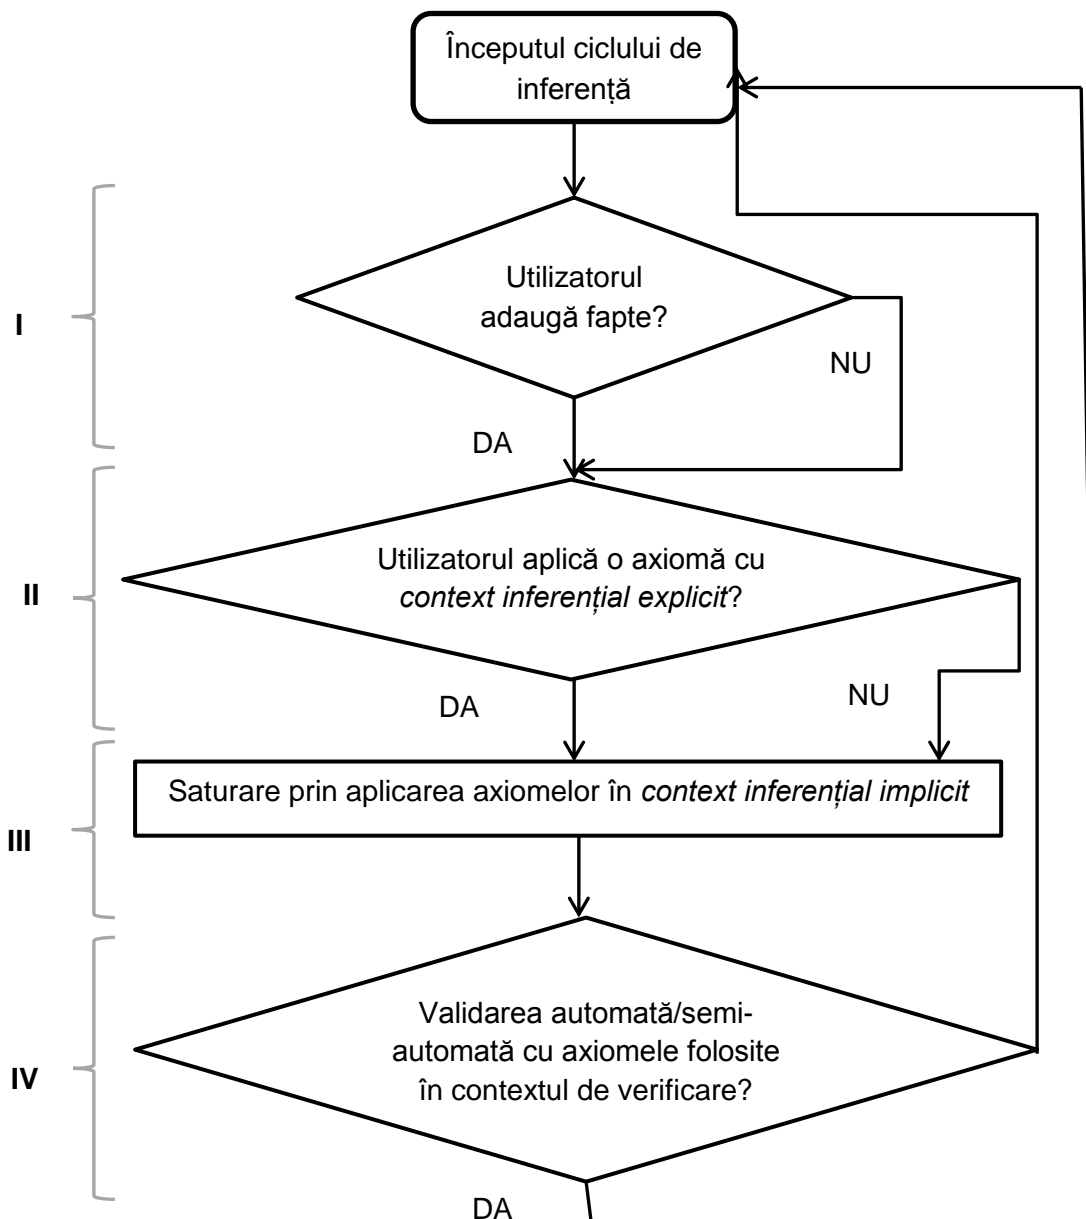 Începutul ciclului de
inferență
Utilizatorul
adaugă fapte?
I
NU
DA
Utilizatorul aplică o axiomă cu
context inferențial explicit?
II
NU
DA
Saturare prin aplicarea axiomelor în context inferențial implicit
III
Validarea automată/semi-
automată cu axiomele folosite
în contextul de verificare?
IV
DA